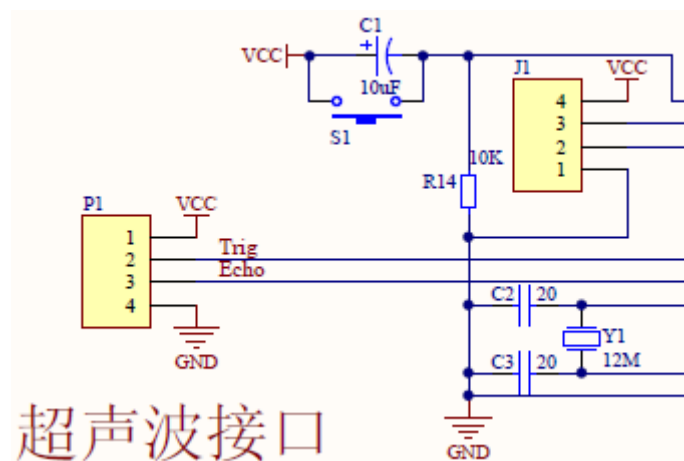 C1
VCC
10uF
S1
J1
VCC
4
3
2
1
10K
R14
P1
VCC
1
2
3
4
Trig
Echo
GND
C2 20
Y1
12M
C3 20
GND
超声波接口